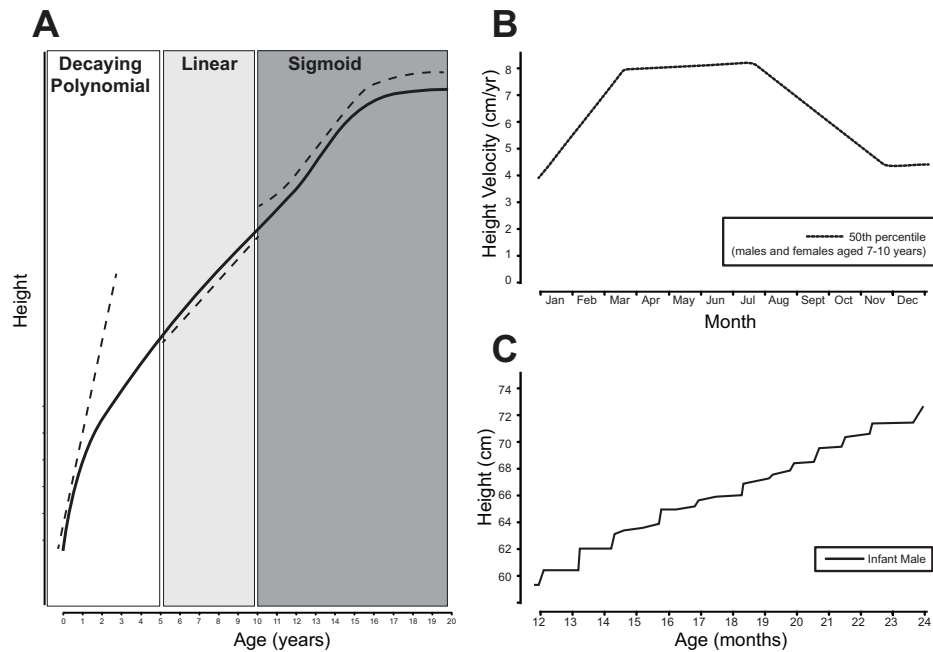 A
Decaying
Polynomial
Linear
Sigmoid
Height
0 1 2 3 4 5 6 7 8 9 10 11 12 13 14 15 16 17 18 19 20
Age (years)
B
Height Velocity (cm/yr)
8
7
6
5
4
3
2
1
0
50th percentile
(males and females aged 7-10 years)
Jan Feb Mar Apr May Jun Jul Aug Sept Oct Nov Dec
Month
C
Height (cm)
74
72
70
68
66
64
62
60
Infant Male
12 13 14 15 16 17 18 19 20 21 22 23 24
Age (months)